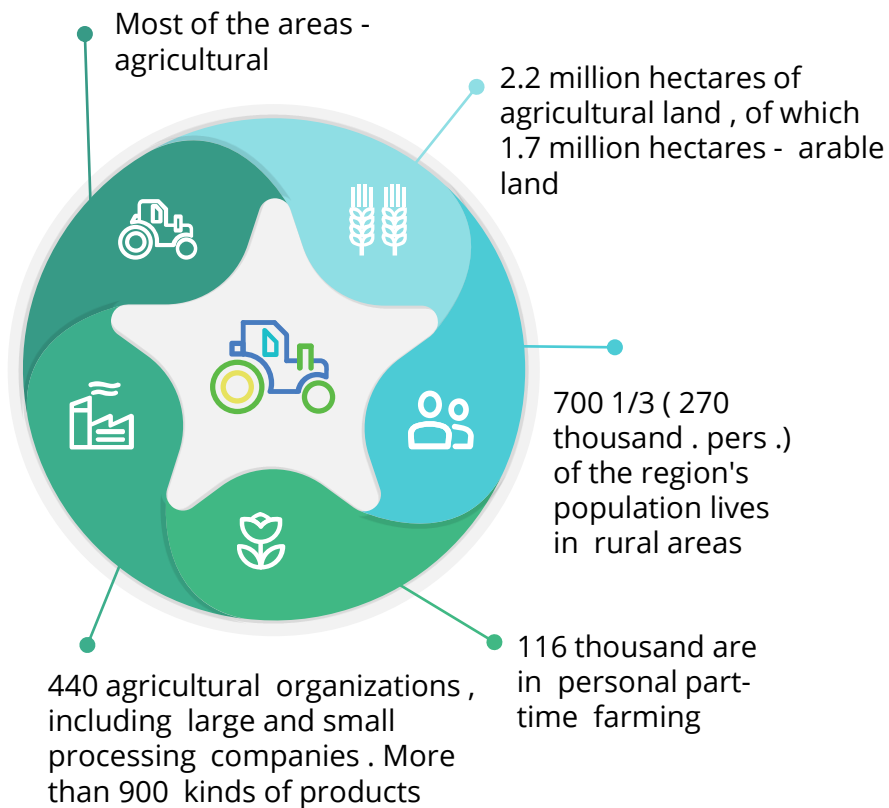 Most of the areas -
agricultural
2.2 million hectares of
agricultural land , of which
1.7 million hectares - arable
land
700 1/3 ( 270
thousand . pers .)
of the region's
population lives
in rural areas
116 thousand are
in personal part-
time farming
440 agricultural organizations ,
including large and small
processing companies . More
than 900 kinds of products